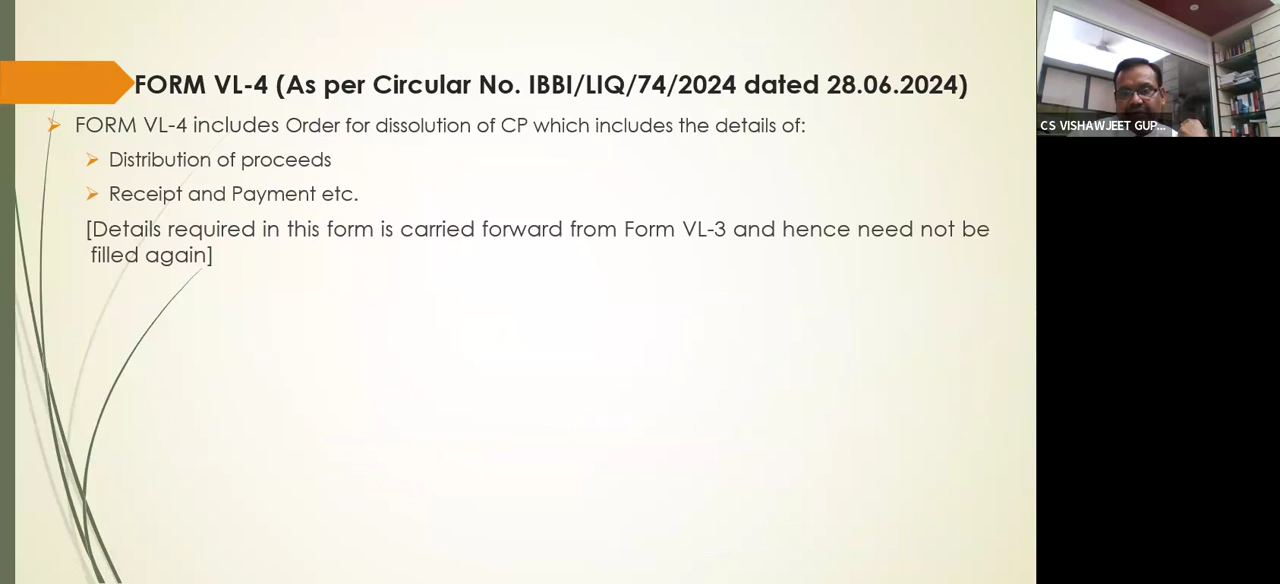 FORM VL-4 (As per Circular No. IBBI/LIQ/74/2024 dated 28.06.2024)
FORM VL-4 includes Order for dissolution of CP which includes the details of:
Distribution of proceeds
Receipt and Payment etc.
[Details required in this form is carried forward from Form VL-3 and hence need not be
filled again]
CS VISHAWJEET GUP...